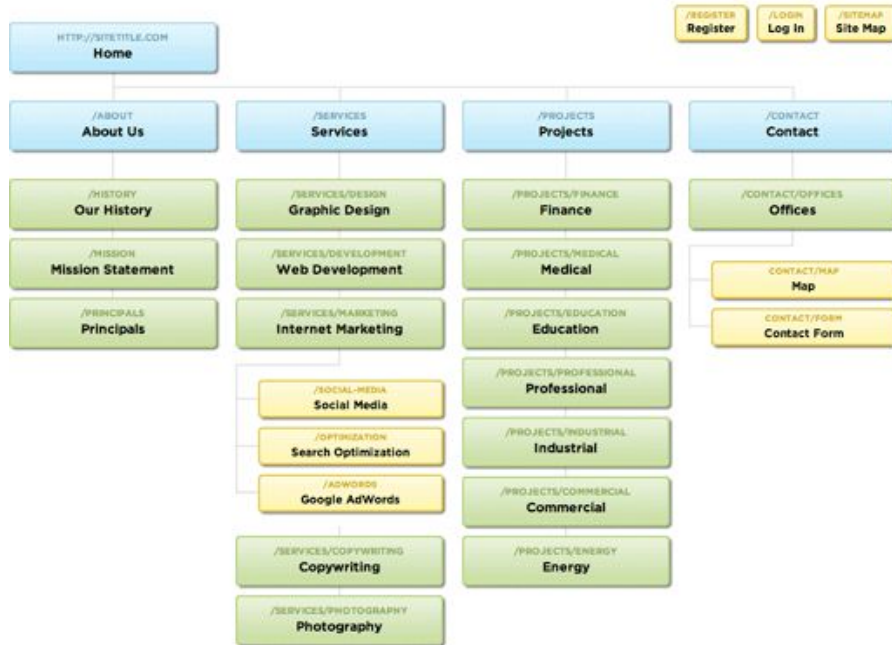 /REGISTER
Register
/LOGIN
Log In
/SITEMAP
Site Map
HTTP://SITETITLE.COM
Home
/ABOUT
About Us
/HISTORY
Our History
/MISSION
Mission Statement
/PRINCIPALS
Principals
/SERVICES
Services
/SERVICES/DESIGN
Graphic Design
/SERVICES/DEVELOPMENT
Web Development
/SERVICES/MARKETING
Internet Marketing
/SOCIAL-MEDIA
Social Media
/OPTIMIZATION
Search Optimization
/ADWORDS
Google AdWords
/SERVICES/COPYWRITING
Copywriting
/SERVICES/PHOTOGRAPHY
Photography
/PROJECTS
Projects
/PROJECTS/FINANCE
Finance
/PROJECTS/MEDICAL
Medical
/PROJECTS/EDUCATION
Education
/PROJECTS/PROFESSIONAL
Professional
/PROJECTS/INDUSTRIAL
Industrial
/PROJECTS/COMMERCIAL
Commercial
/PROJECTS/ENERGY
Energy
/CONTACT
Contact
/CONTACT/OFFICES
Offices
CONTACT/MAP
Map
CONTACT/FORM
Contact Form